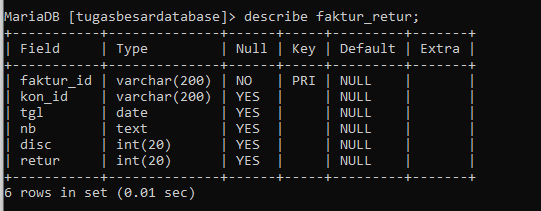 MariaDB [tugasbesardatabase]> describe faktur_retur;
+-----------+--------------+------+-----+---------+-------+
| Field     | Type         | Null | Key | Default | Extra |
+-----------+--------------+------+-----+---------+-------+
| faktur_id | varchar(200) | NO   | PRI | NULL    |       |
| kon_id    | varchar(200) | YES  |     | NULL    |       |
| tgl       | date         | YES  |     | NULL    |       |
| nb        | text         | YES  |     | NULL    |       |
| disc      | int(20)      | YES  |     | NULL    |       |
| retur     | int(20)      | YES  |     | NULL    |       |
+-----------+--------------+------+-----+---------+-------+
6 rows in set (0.01 sec)